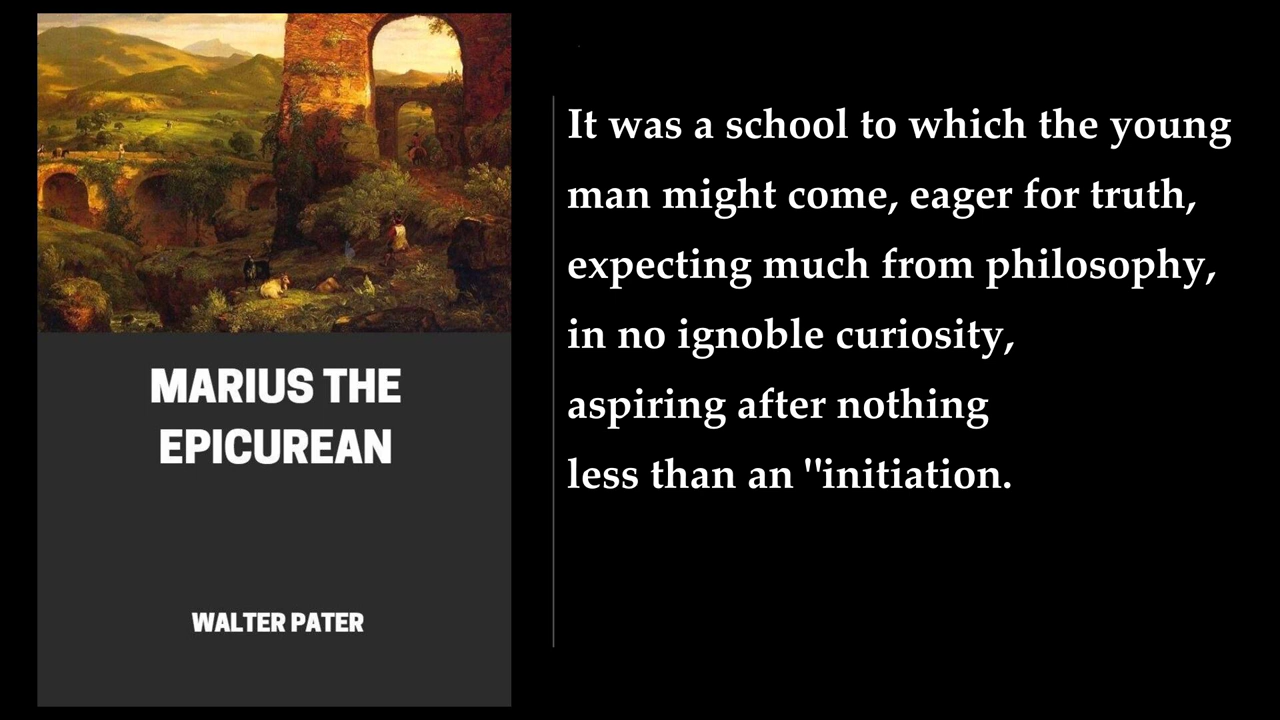 MARIUS THE
EPICUREAN
WALTER PATER
It was a school to which the young
man might come, eager for truth,
expecting much from philosophy,
in no ignoble curiosity,
aspiring after nothing
less than an "initiation.